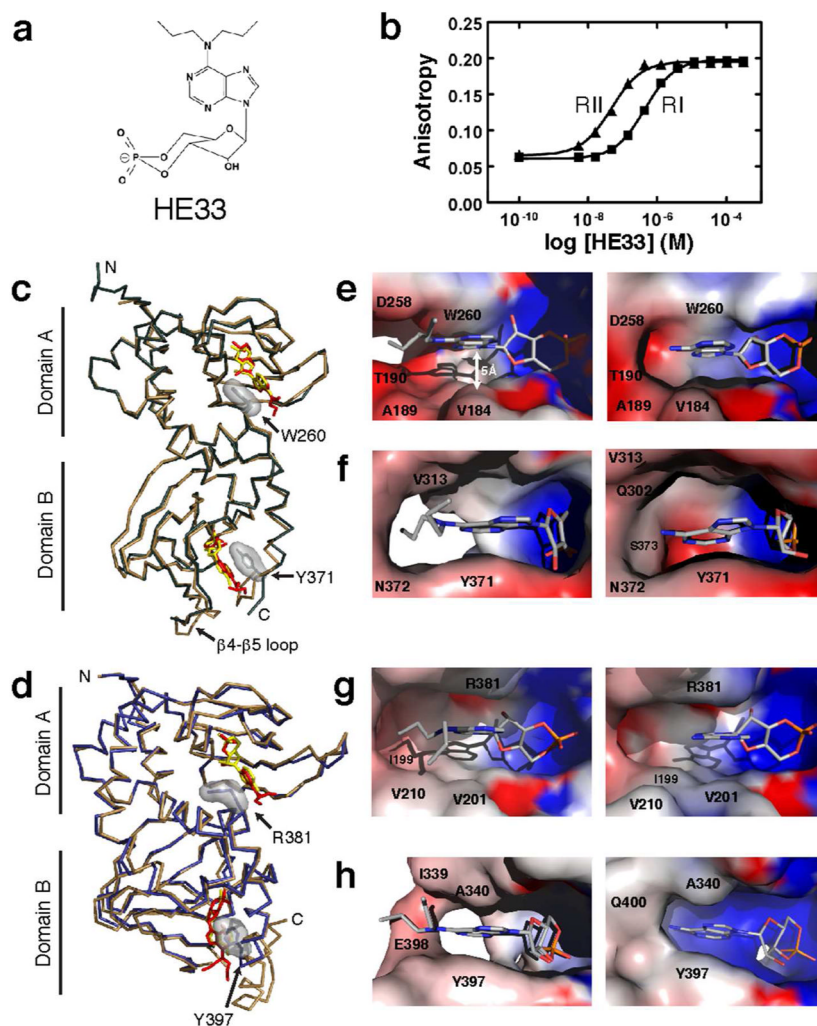 a
N
N
N
N
N
O
O
O
O
O
P
⊖
OH
HE33
b
Anisotropy
0.25
0.20
0.15
0.10
0.05
0.00
RII
RI
10-10
10-8
10-6
10-4
log [HE33] (M)
c
N
Domain A
W260
Domain B
Y371
C
β4-β5 loop
d
N
Domain A
R381
Domain B
C
Y397
e
D258
W260
T190
5Å
A189
V184
D258
W260
T190
A189
V184
f
V313
N372
Y371
V313
Q302
S373
N372
Y371
g
R381
I199
V210
V201
R381
I199
V210
V201
h
I339
A340
E398
Y397
A340
Q400
Y397